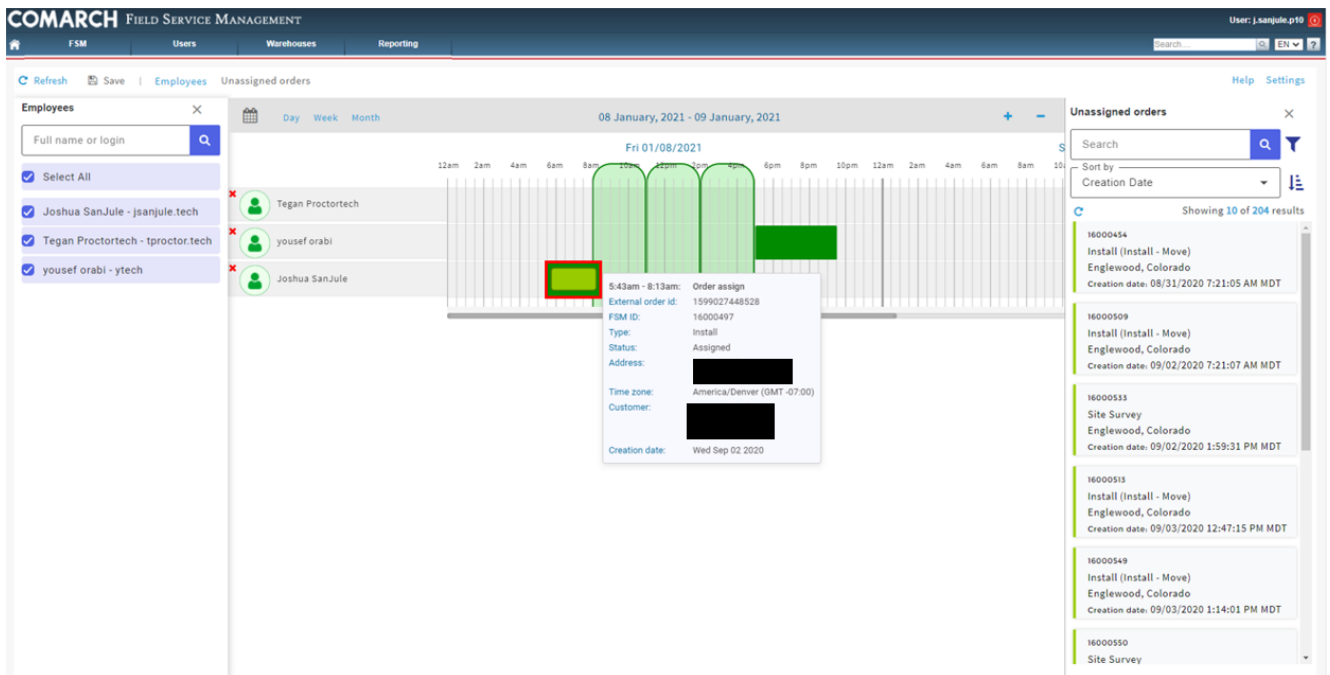 COMARCH FIELD SERVICE MANAGEMENT
User: j.sanjule.p10
FSM Users Warehouses Reporting
Search... EN ?
Refresh Save | Employees Unassigned orders
Help Settings
Employees
Full name or login
Select All
Joshua SanJule - jsanjule.tech
Tegan Proctortech - tproctor.tech
yousef orabi - ytech
Day Week Month
08 January, 2021 - 09 January, 2021
+ -
Fri 01/08/2021
S
12am 2am 4am 6am 8am 10am 12pm 2pm 4pm 6pm 8pm 10pm 12am 2am 4am 6am 8am 10
Tegan Proctortech
yousef orabi
Joshua SanJule
5:43am - 8:13am: Order assign
External order id: 1599027448528
FSM ID: 16000497
Type: Install
Status: Assigned
Address:
Time zone: America/Denver (GMT -07:00)
Customer:
Creation date: Wed Sep 02 2020
Unassigned orders
Search
Sort by
Creation Date
Showing 10 of 204 results
16000454
Install (Install - Move)
Englewood, Colorado
Creation date: 08/31/2020 7:21:05 AM MDT
16000509
Install (Install - Move)
Englewood, Colorado
Creation date: 09/02/2020 7:21:07 AM MDT
16000533
Site Survey
Englewood, Colorado
Creation date: 09/02/2020 1:59:31 PM MDT
16000513
Install (Install - Move)
Englewood, Colorado
Creation date: 09/03/2020 12:47:15 PM MDT
16000549
Install (Install - Move)
Englewood, Colorado
Creation date: 09/03/2020 1:14:01 PM MDT
16000550
Site Survey